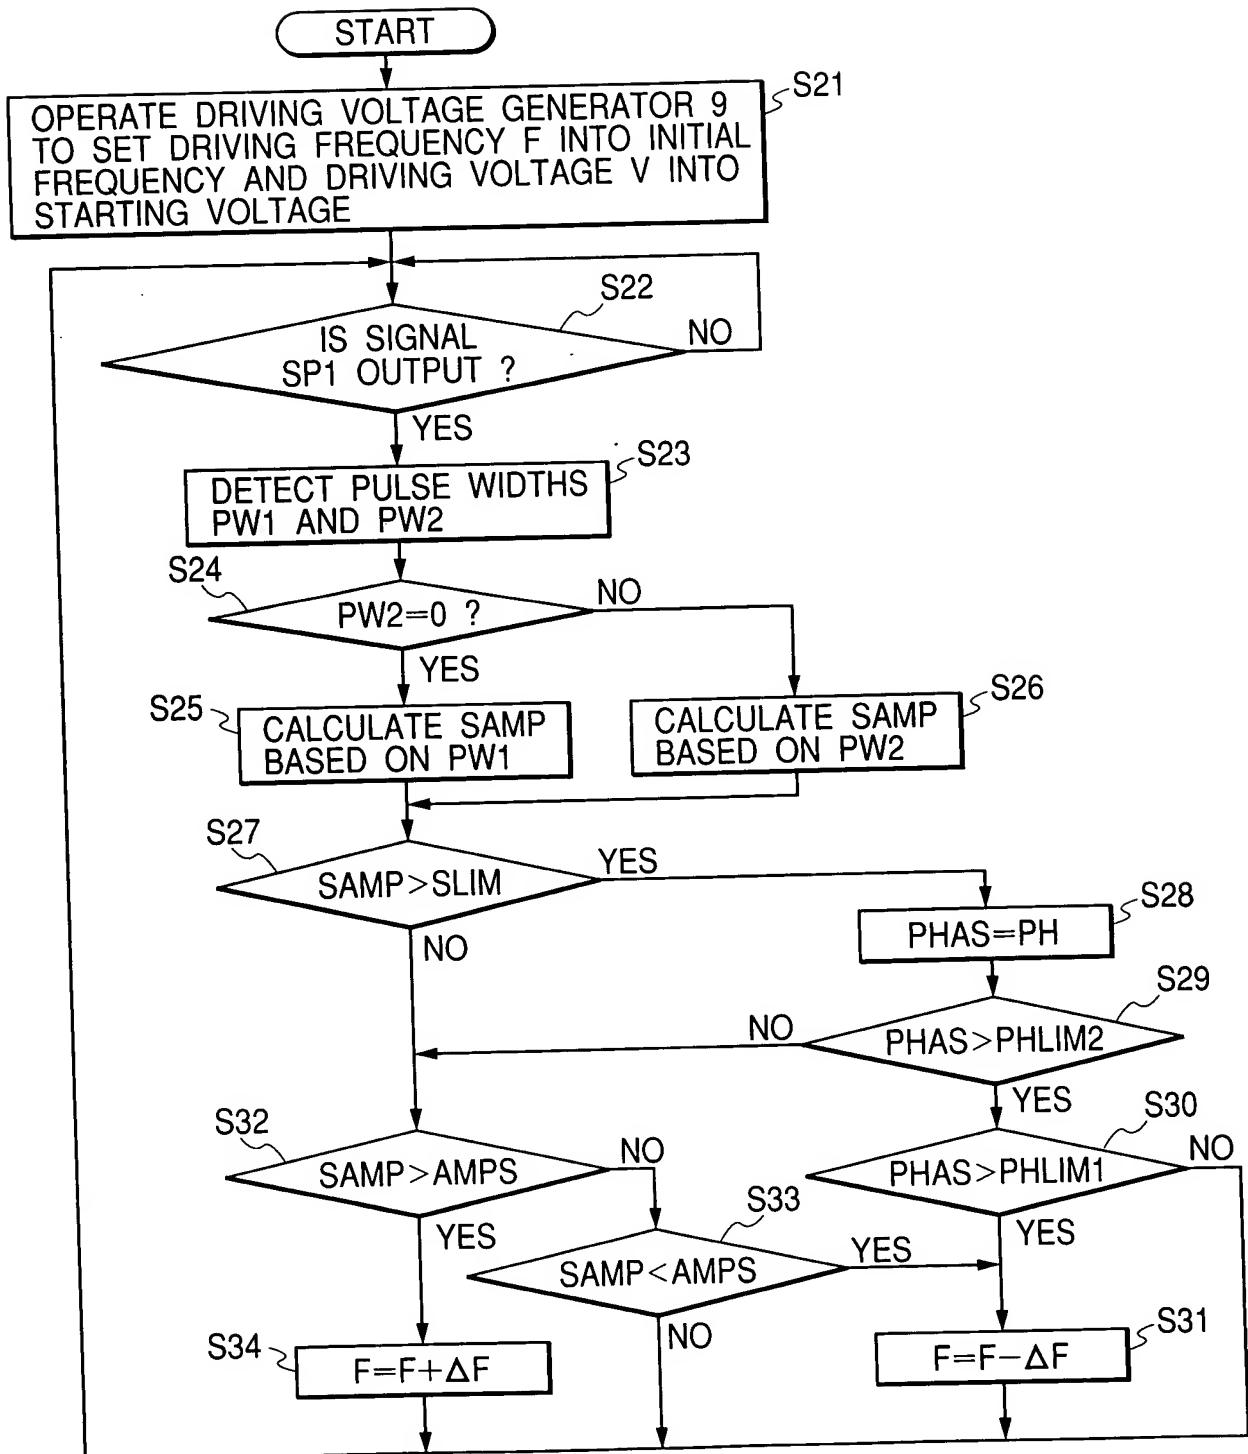 START
S21
OPERATE DRIVING VOLTAGE GENERATOR 9
TO SET DRIVING FREQUENCY F INTO INITIAL
FREQUENCY AND DRIVING VOLTAGE V INTO
STARTING VOLTAGE
S22
IS SIGNAL
SP1 OUTPUT ?
NO
YES
S23
DETECT PULSE WIDTHS
PW1 AND PW2
S24
PW2=0 ?
NO
YES
S25
CALCULATE SAMP
BASED ON PW1
S26
CALCULATE SAMP
BASED ON PW2
S27
SAMP>SLIM
YES
NO
S28
PHAS=PH
S29
PHAS>PHLIM2
NO
YES
S30
PHAS>PHLIM1
NO
YES
S32
SAMP>AMPS
NO
YES
S33
SAMP<AMPS
YES
NO
S34
F=F+ΔF
S31
F=F−ΔF